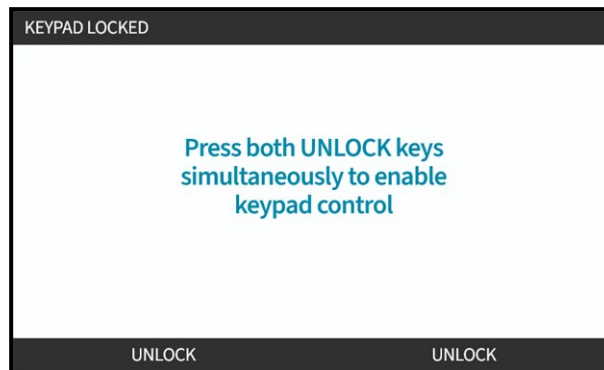 KEYPAD LOCKED
Press both UNLOCK keys
simultaneously to enable
keypad control
UNLOCK UNLOCK